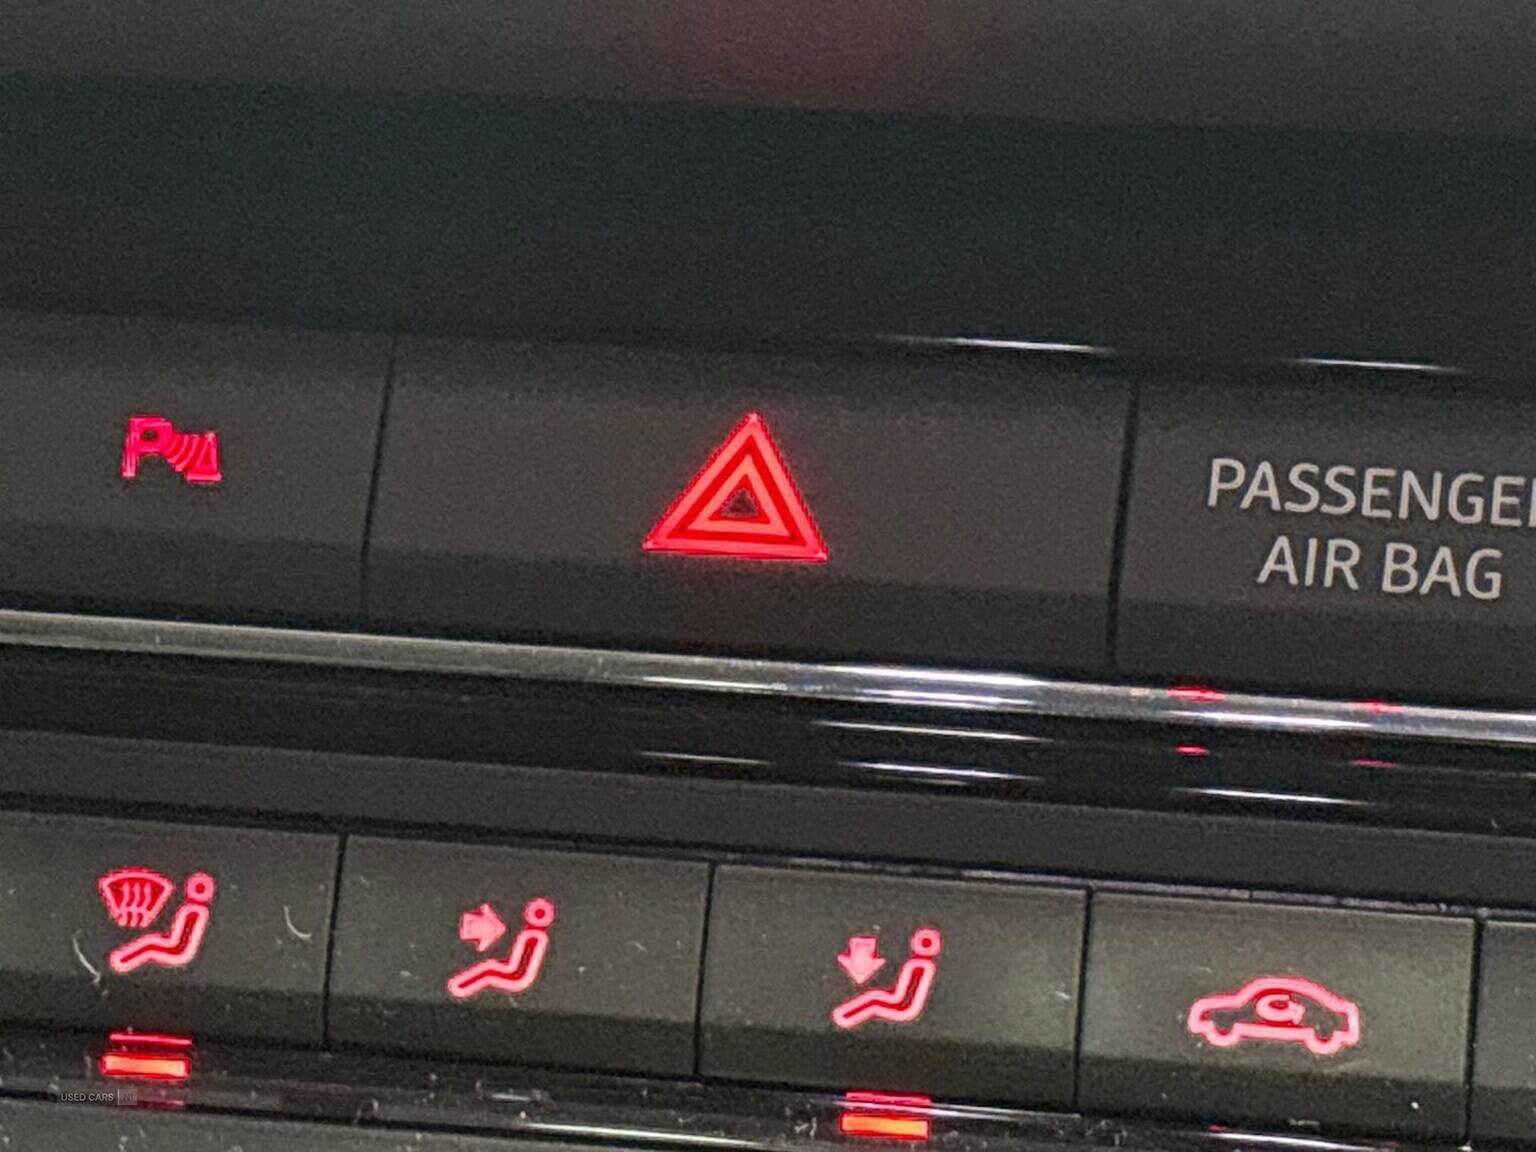 P
PASSENGE
AIR BAG
USED CARS